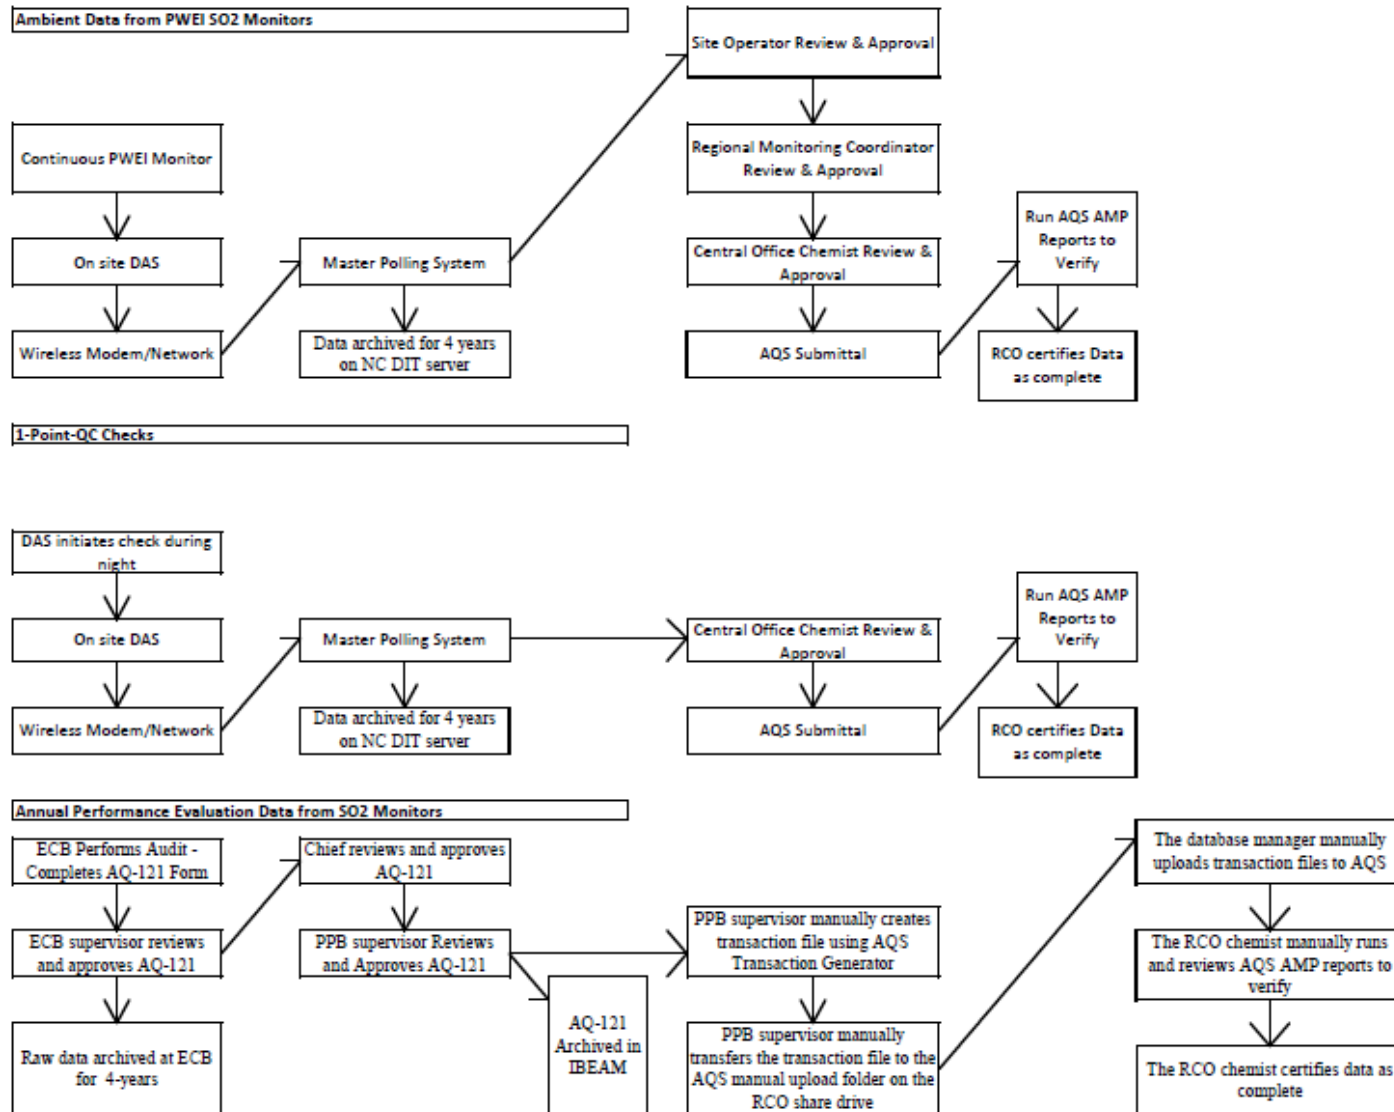 Ambient Data from PWEI SO2 Monitors
Site Operator Review & Approval
Continuous PWEI Monitor
Regional Monitoring Coordinator
Review & Approval
On site DAS
Master Polling System
Central Office Chemist Review &
Approval
Run AQS AMP
Reports to
Verify
Wireless Modem/Network
Data archived for 4 years
on NC DIT server
AQS Submittal
RCO certifies Data
as complete
1-Point-QC Checks
DAS initiates check during
night
On site DAS
Master Polling System
Central Office Chemist Review &
Approval
Run AQS AMP
Reports to
Verify
Wireless Modem/Network
Data archived for 4 years
on NC DIT server
AQS Submittal
RCO certifies Data
as complete
Annual Performance Evaluation Data from SO2 Monitors
ECB Performs Audit -
Completes AQ-121 Form
Chief reviews and approves
AQ-121
The database manager manually
uploads transaction files to AQS
ECB supervisor reviews
and approves AQ-121
PPB supervisor Reviews
and Approves AQ-121
PPB supervisor manually creates
transaction file using AQS
Transaction Generator
The RCO chemist manually runs
and reviews AQS AMP reports to
verify
Raw data archived at ECB
for 4-years
AQ-121
Archived in
IBEAM
PPB supervisor manually
transfers the transaction file to the
AQS manual upload folder on the
RCO share drive
The RCO chemist certifies data as
complete